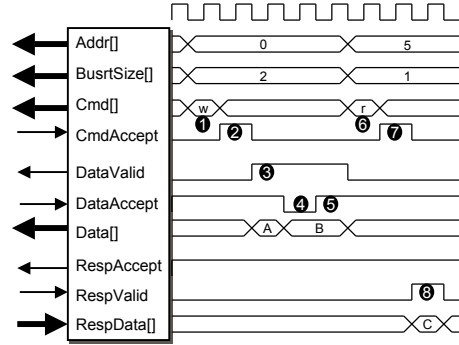 Addr[] 0 5
BusrtSize[] 2 1
Cmd[] w r
1 6
CmdAccept 2 7
DataValid 3
DataAccept 4 5
Data[] A B
RespAccept
RespValid 8
RespData[] C